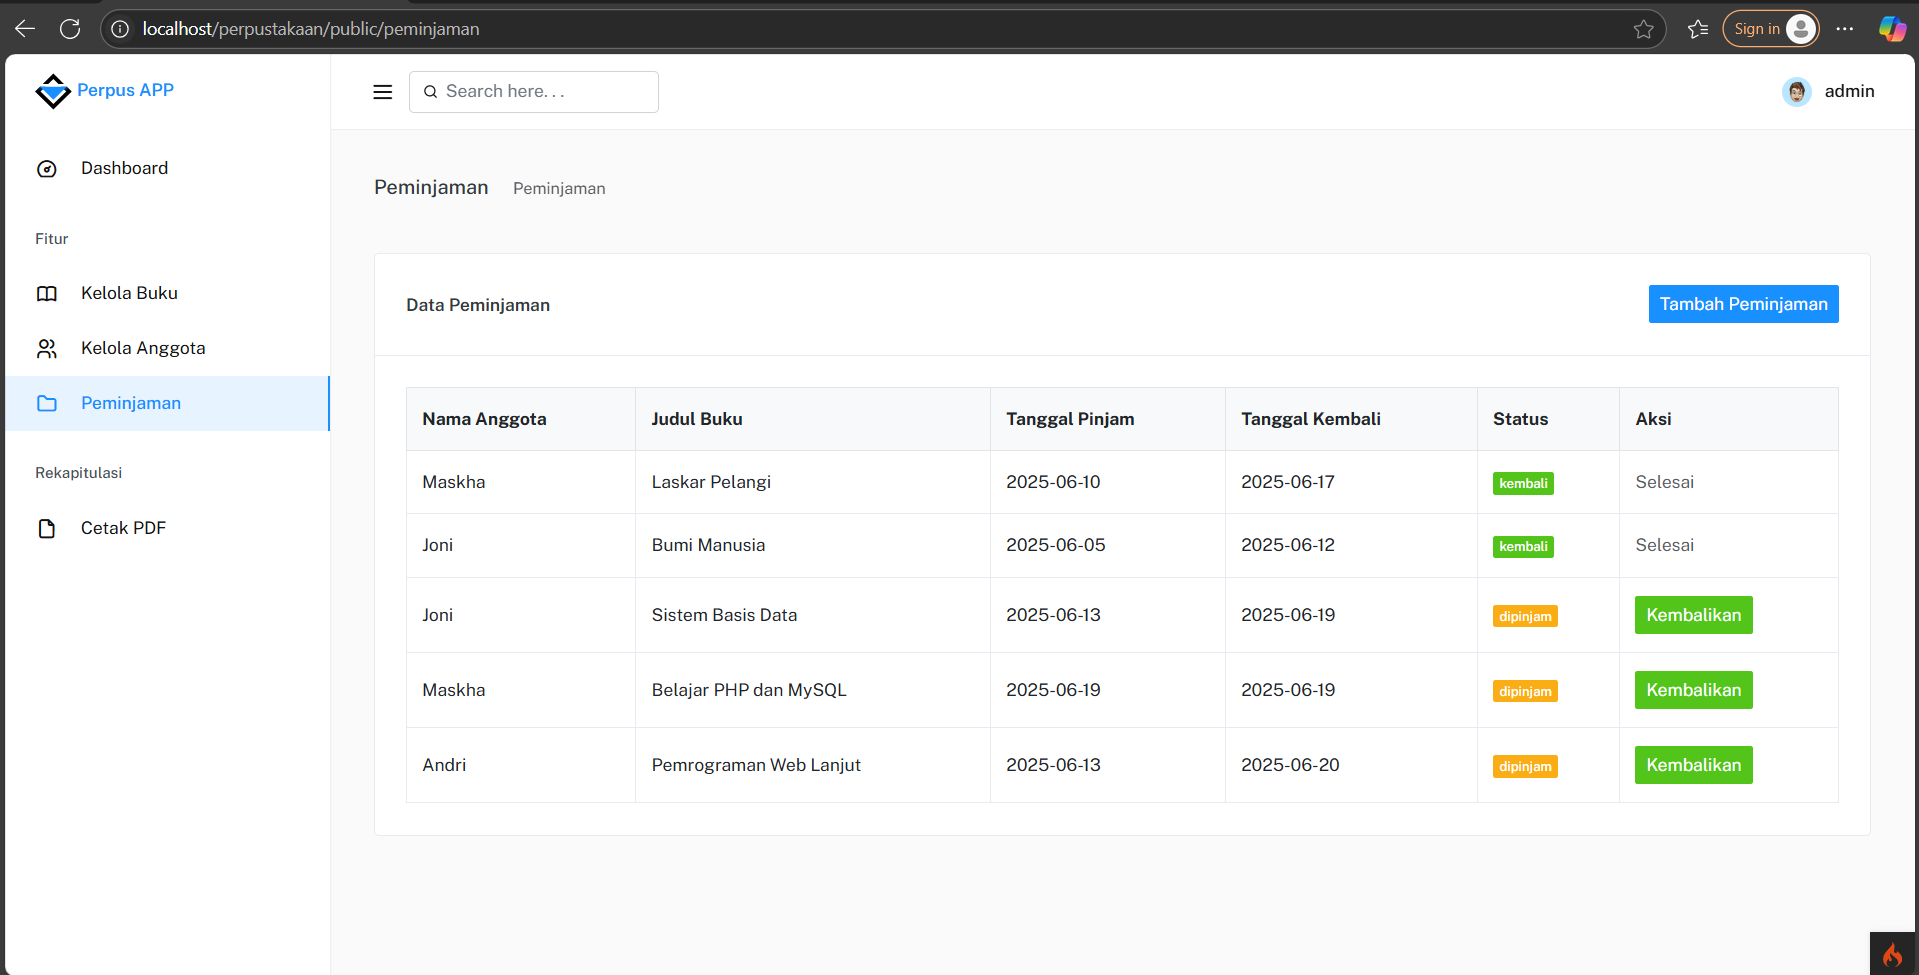 localhost/perpustakaan/public/peminjaman
Sign in
Perpus APP
Search here. . .
admin
Dashboard
Peminjaman Peminjaman
Fitur
Kelola Buku
Kelola Anggota
Peminjaman
Rekapitulasi
Cetak PDF
Data Peminjaman
Tambah Peminjaman
Nama Anggota Judul Buku Tanggal Pinjam Tanggal Kembali Status Aksi
Maskha Laskar Pelangi 2025-06-10 2025-06-17 kembali Selesai
Joni Bumi Manusia 2025-06-05 2025-06-12 kembali Selesai
Joni Sistem Basis Data 2025-06-13 2025-06-19 dipinjam Kembalikan
Maskha Belajar PHP dan MySQL 2025-06-19 2025-06-19 dipinjam Kembalikan
Andri Pemrograman Web Lanjut 2025-06-13 2025-06-20 dipinjam Kembalikan